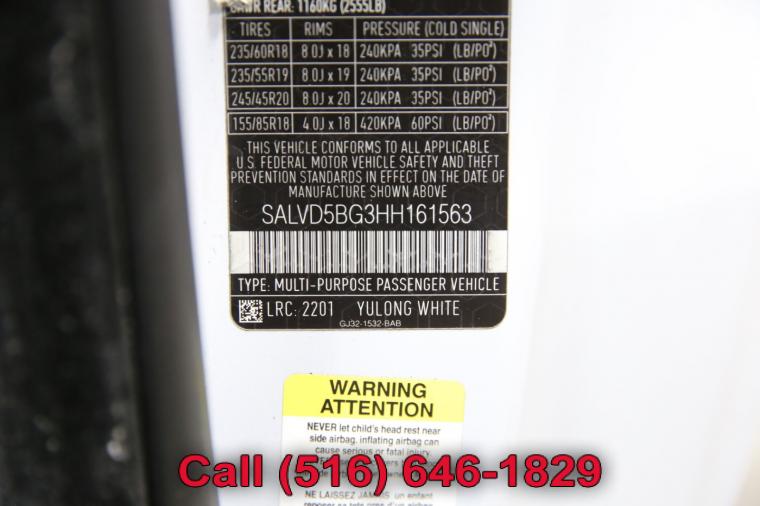 GAWR REAR: 1160KG (2555LB)
TIRES RIMS PRESSURE (COLD SINGLE)
235/60R18 8.0J x 18 240KPA 35PSI (LB/PO²)
235/55R19 8.0J x 19 240KPA 35PSI (LB/PO²)
245/45R20 8.0J x 20 240KPA 35PSI (LB/PO²)
155/85R18 4.0J x 18 420KPA 60PSI (LB/PO²)
THIS VEHICLE CONFORMS TO ALL APPLICABLE
U.S. FEDERAL MOTOR VEHICLE SAFETY AND THEFT
PREVENTION STANDARDS IN EFFECT ON THE DATE OF
MANUFACTURE SHOWN ABOVE
SALVD5BG3HH161563
TYPE: MULTI-PURPOSE PASSENGER VEHICLE
LRC: 2201 YULONG WHITE
GJ32-1532-BAB
WARNING
ATTENTION
NEVER let child's head rest near
side airbag, inflating airbag can
cause serious or fatal injury.
Call (516) 646-1829
NE LAISSEZ JAMAIS un enfant